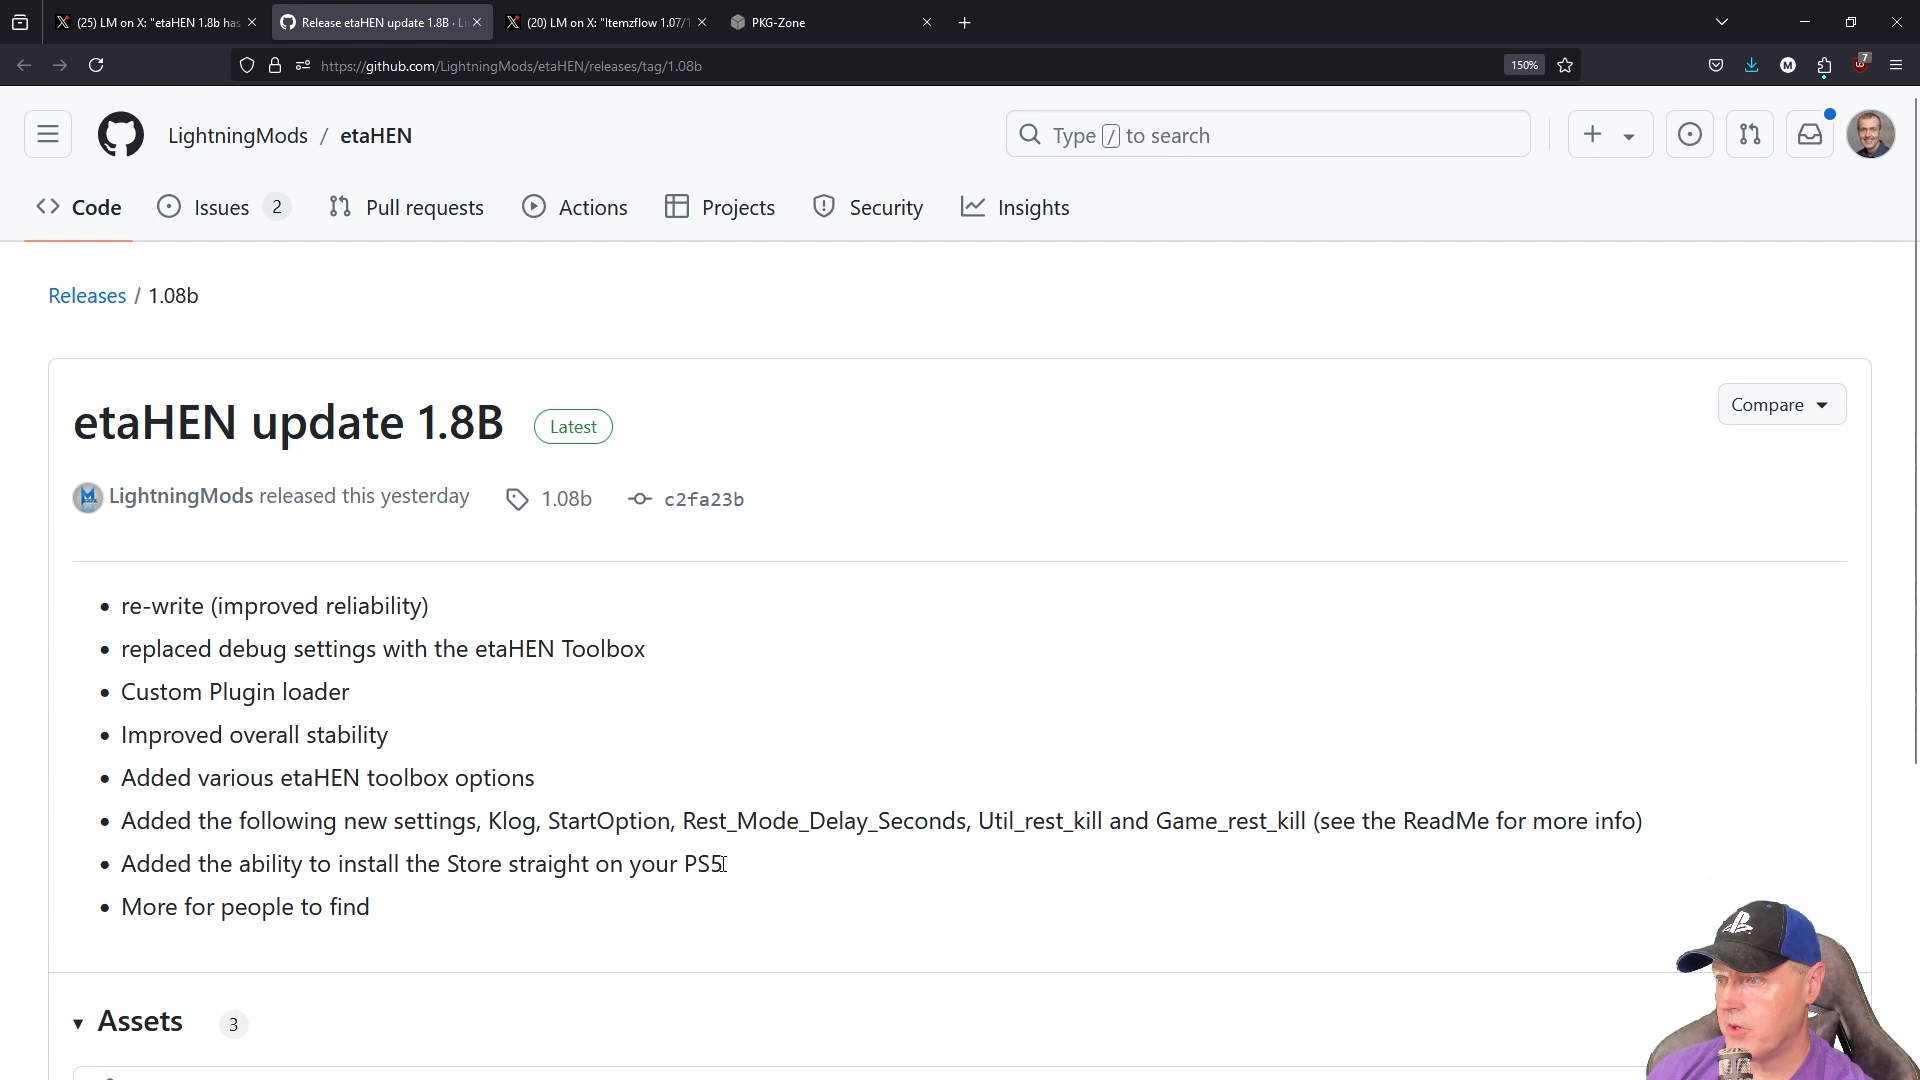 (25) LM on X: "etaHEN 1.8b has
Release etaHEN update 1.8B · Li
(20) LM on X: "Itemzflow 1.07/1
PKG-Zone
https://github.com/LightningMods/etaHEN/releases/tag/1.08b
150%
M
7
LightningMods / etaHEN
Type / to search
Code
Issues 2
Pull requests
Actions
Projects
Security
Insights
Releases / 1.08b
etaHEN update 1.8B
Latest
Compare
LightningMods released this yesterday
1.08b
c2fa23b
• re-write (improved reliability)
• replaced debug settings with the etaHEN Toolbox
• Custom Plugin loader
• Improved overall stability
• Added various etaHEN toolbox options
• Added the following new settings, Klog, StartOption, Rest_Mode_Delay_Seconds, Util_rest_kill and Game_rest_kill (see the ReadMe for more info)
• Added the ability to install the Store straight on your PS5
• More for people to find
Assets 3